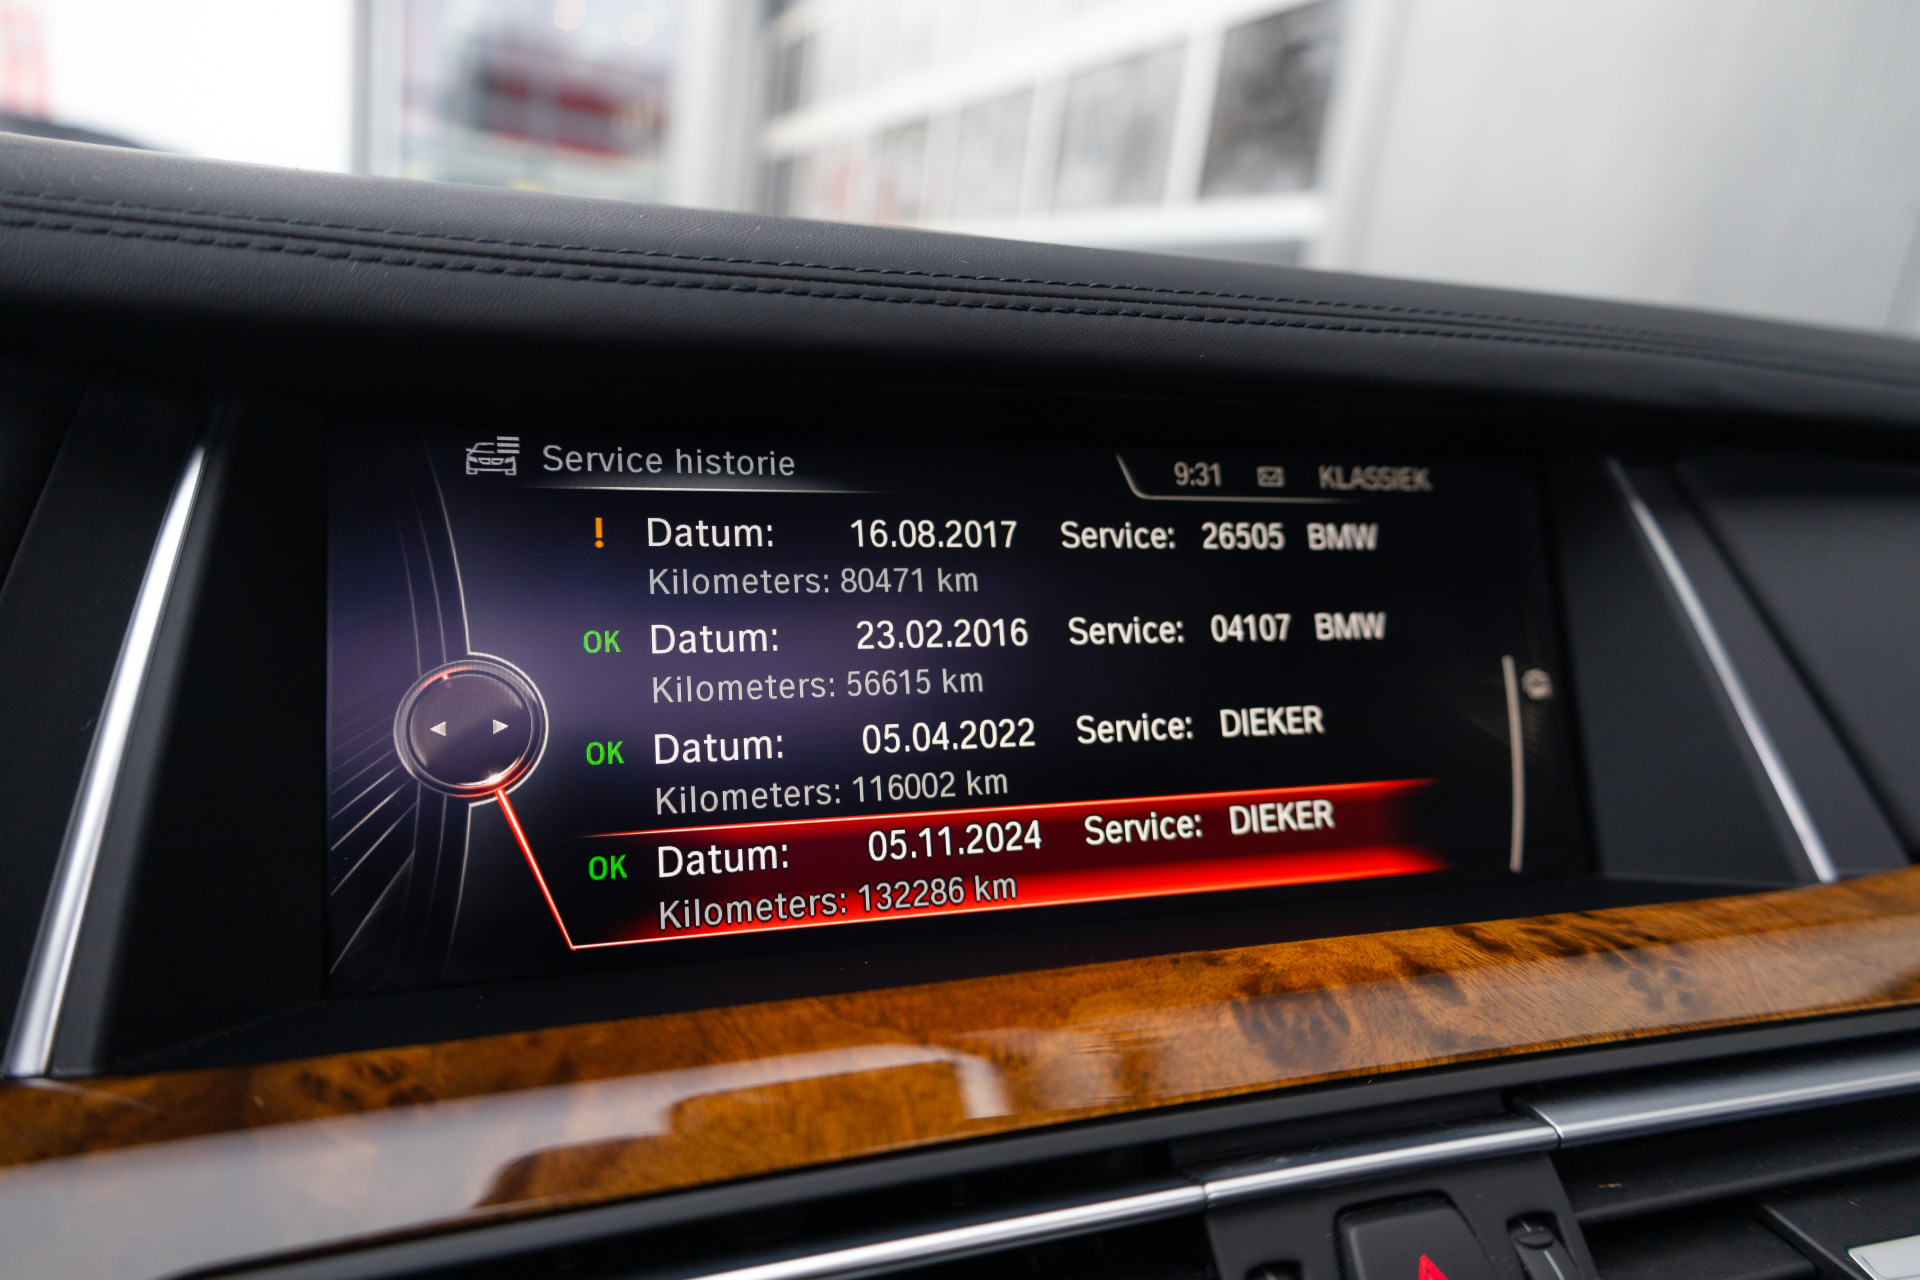 Service historie
9:31 KLASSIEK
! Datum: 16.08.2017 Service: 26505 BMW
Kilometers: 80471 km
OK Datum: 23.02.2016 Service: 04107 BMW
Kilometers: 56615 km
OK Datum: 05.04.2022 Service: DIEKER
Kilometers: 116002 km
OK Datum: 05.11.2024 Service: DIEKER
Kilometers: 132286 km